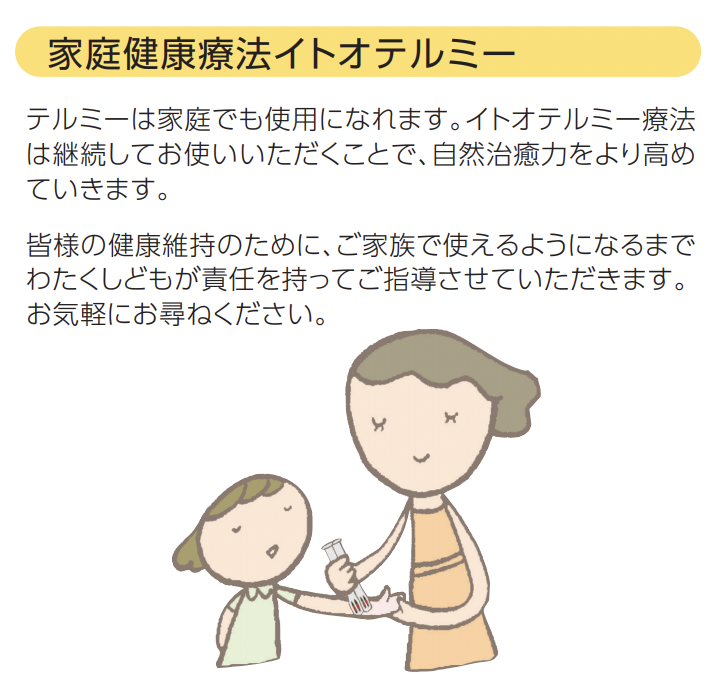 家庭健康療法イトオテルミー
テルミーは家庭でも使用になれます。イトオテルミー療法
は継続してお使いいただくことで、自然治癒力をより高め
ていきます。
皆様の健康維持のために、ご家族で使えるようになるまで
わたくしどもが責任を持ってご指導させていただきます。
お気軽にお尋ねください。